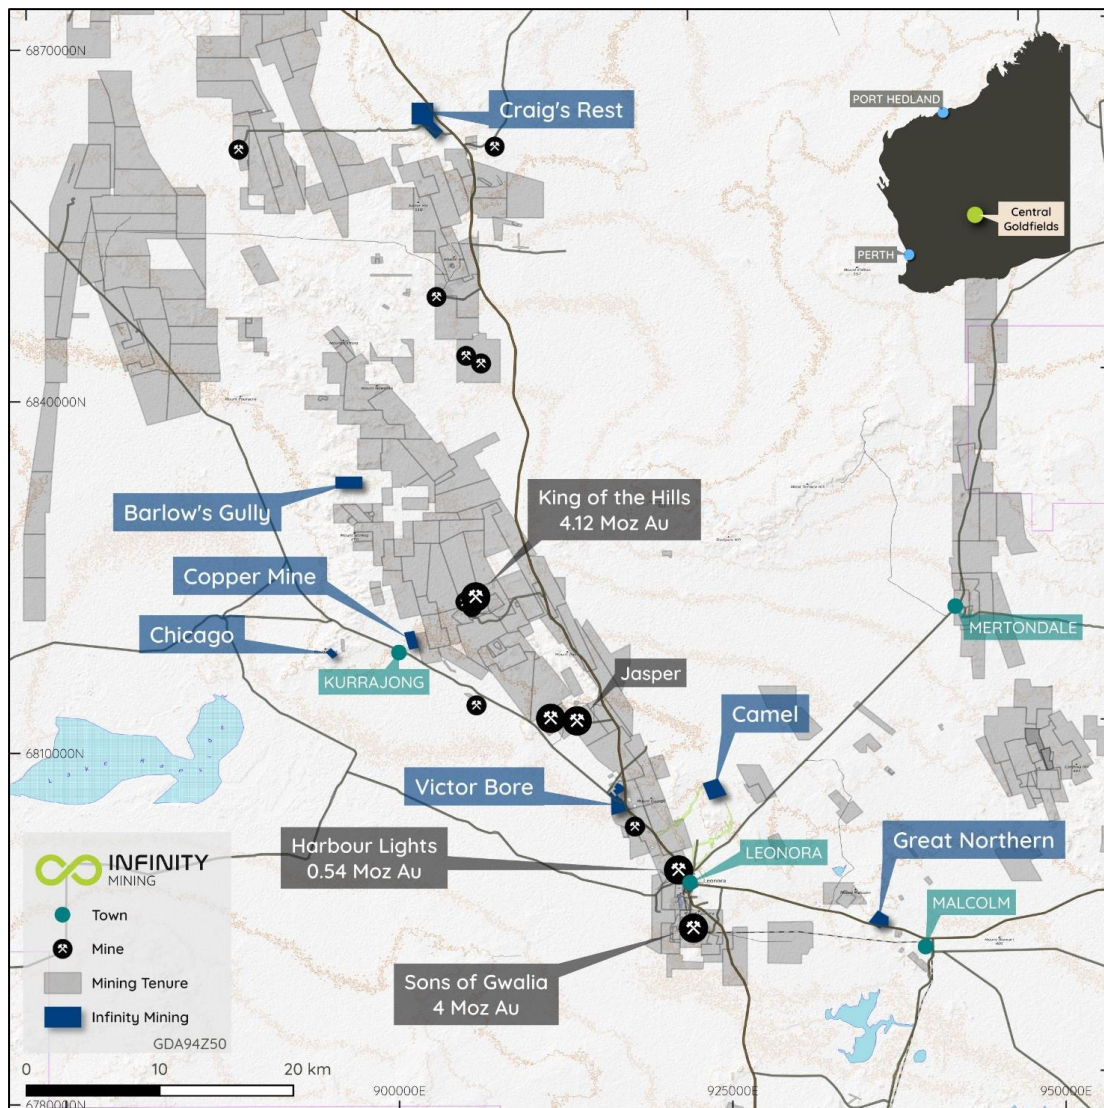 6870000N
Craig's Rest
PORT HEDLAND
Central
Goldfields
PERTH
6840000N
Barlow's Gully
King of the Hills
4.12 Moz Au
Copper Mine
Chicago
KURRAJONG
MERTONDALE
Jasper
Camel
6810000N
Victor Bore
Harbour Lights
0.54 Moz Au
LEONORA
Leonora
Great Northern
MALCOLM
Sons of Gwalia
4 Moz Au
INFINITY
MINING
Town
Mine
Mining Tenure
Infinity Mining
GDA94Z50
0
10
20 km
900000E
925000E
950000E
6780000N